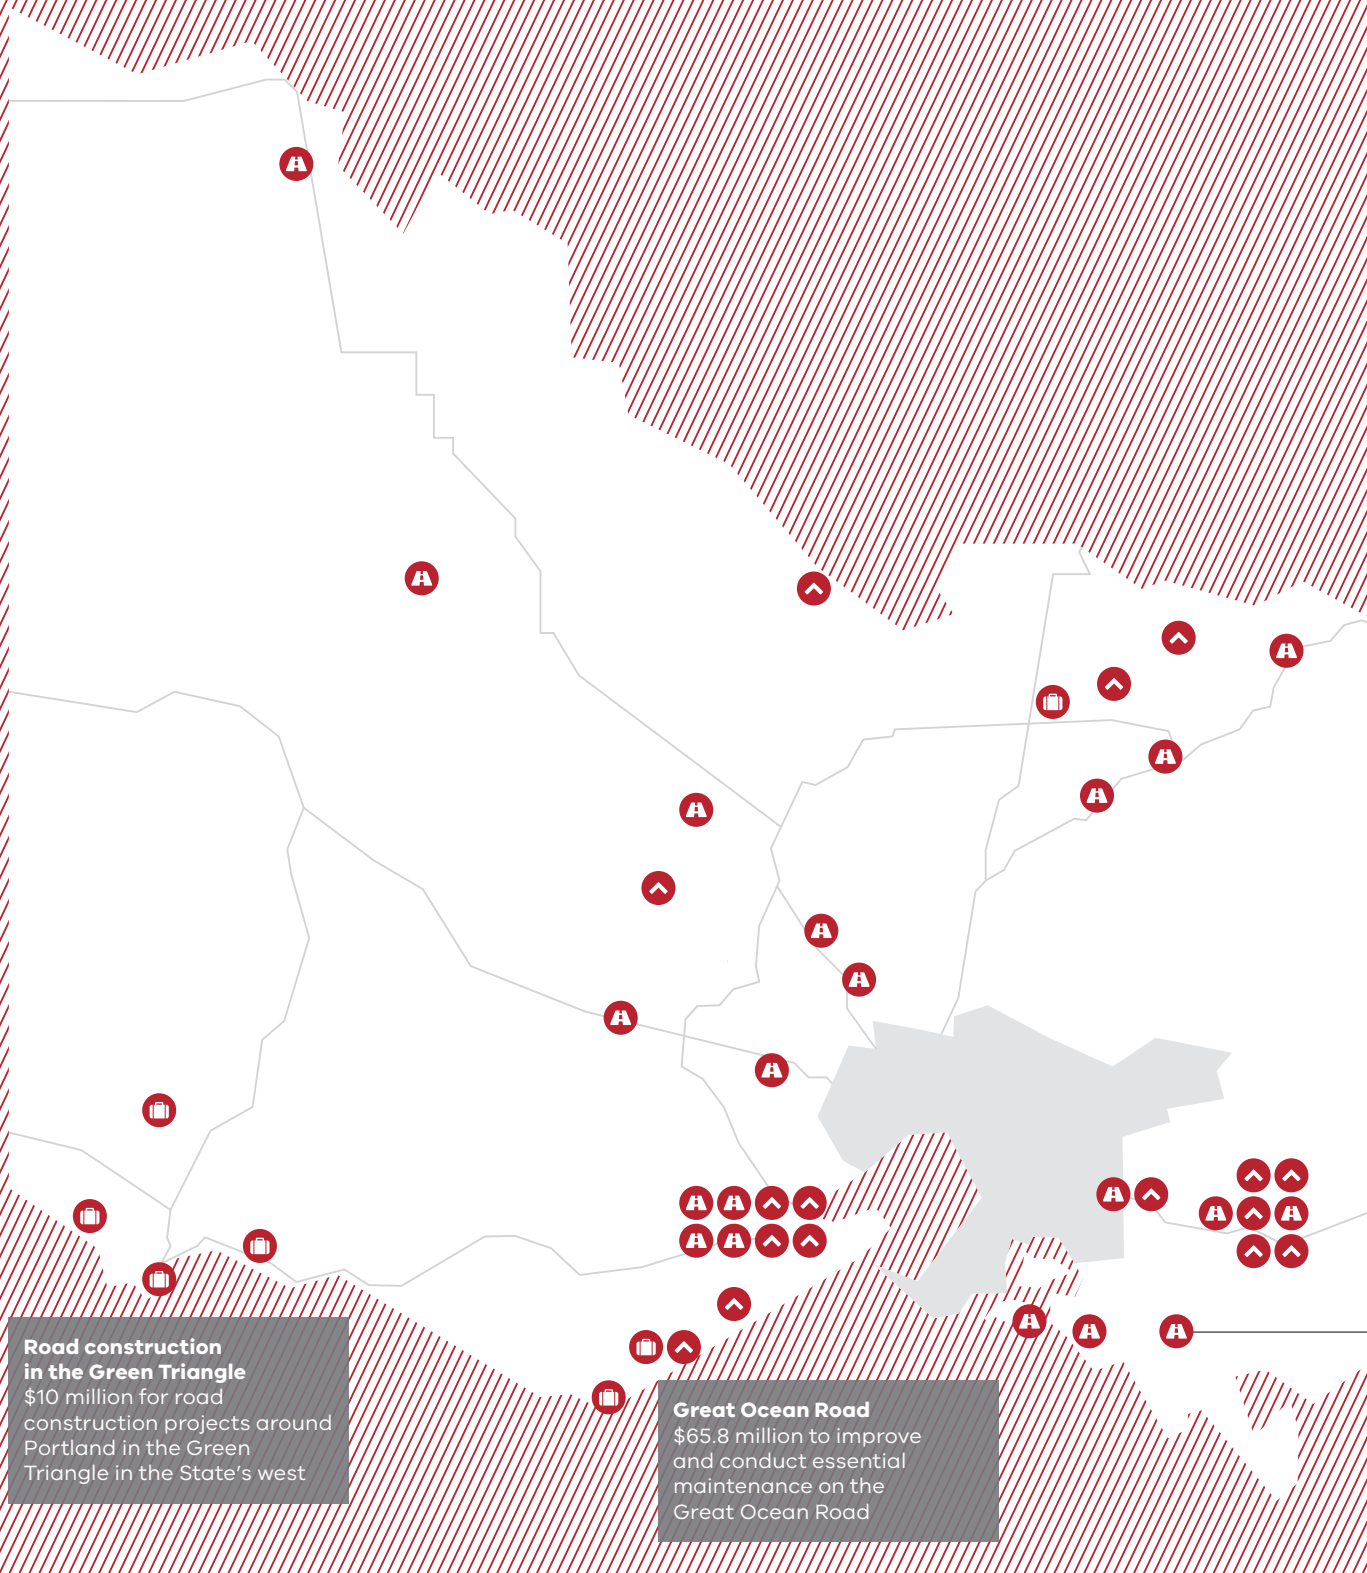 Road construction
in the Green Triangle
$10 million for road
construction projects around
Portland in the Green
Triangle in the State’s west
Great Ocean Road
$65.8 million to improve
and conduct essential
maintenance on the
Great Ocean Road